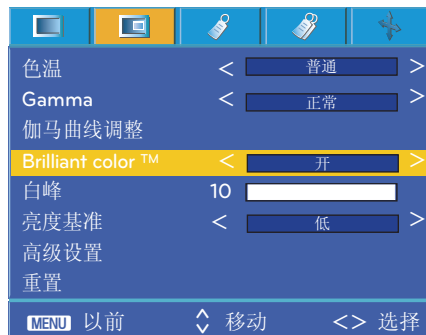 色温 < 普通 >
Gamma < 正常 >
伽马曲线调整
Brilliant color ™ < 开 >
白峰 10
亮度基准 < 低 >
高级设置
重置
MENU 以前 移动 <> 选择